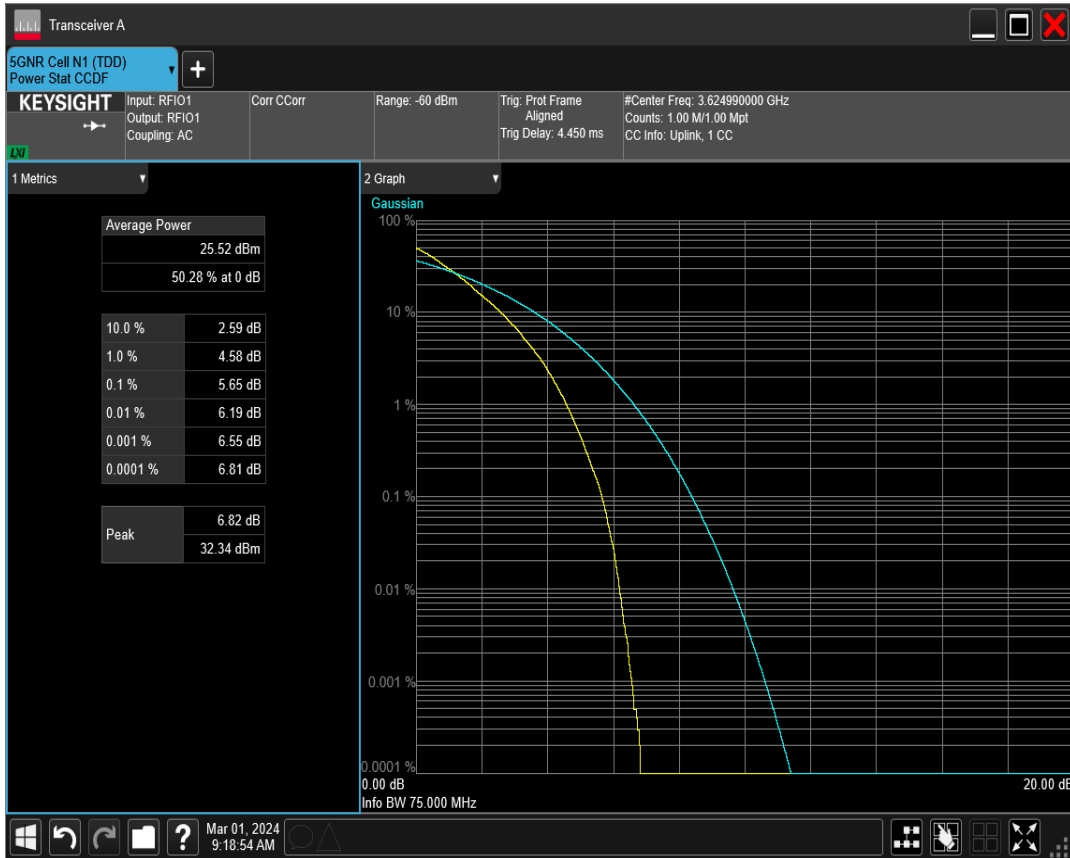 Transceiver A
5GNR Cell N1 (TDD)
Power Stat CCDF
+
KEYSIGHT
LXI
Input: RFIO1
Output: RFIO1
Coupling: AC
Corr CCorr
Range: -60 dBm
Trig: Prot Frame
Aligned
Trig Delay: 4.450 ms
#Center Freq: 3.624990000 GHz
Counts: 1.00 M/1.00 Mpt
CC Info: Uplink, 1 CC
1 Metrics
Average Power
25.52 dBm
50.28 % at 0 dB
10.0 % 2.59 dB
1.0 % 4.58 dB
0.1 % 5.65 dB
0.01 % 6.19 dB
0.001 % 6.55 dB
0.0001 % 6.81 dB
Peak
6.82 dB
32.34 dBm
2 Graph
Gaussian
100 %
10 %
1 %
0.1 %
0.01 %
0.001 %
0.0001 %
0.00 dB 20.00 dB
Info BW 75.000 MHz
?
Mar 01, 2024
9:18:54 AM